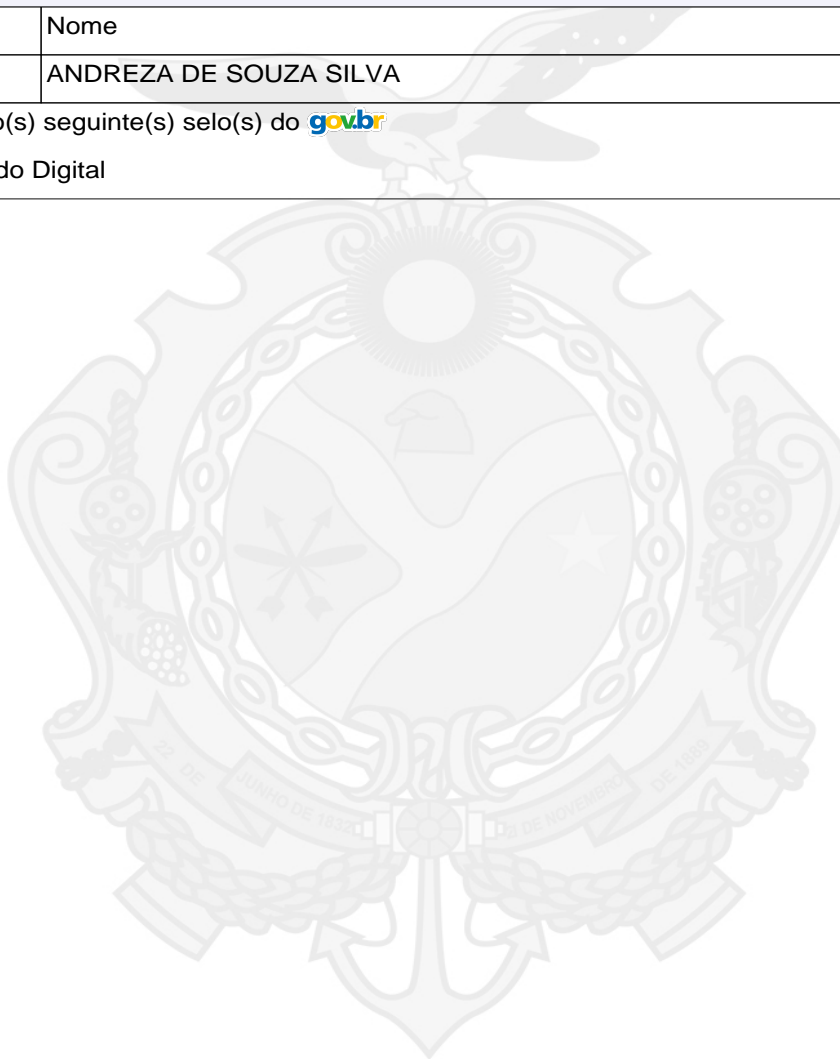 Nome
ANDREZA DE SOUZA SILVA
o(s) seguinte(s) selo(s) do gov.br
do Digital
22 DE JUNHO DE 1832
DE NOVEMBRO DE 1889